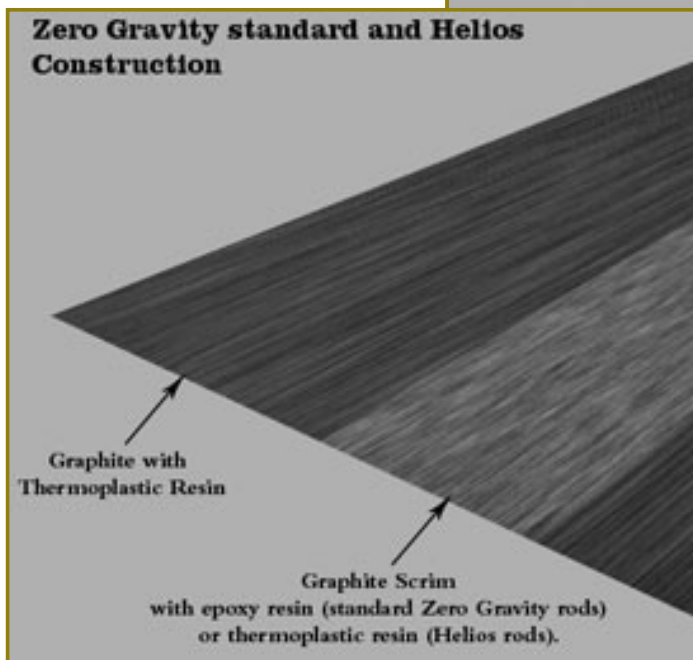 Zero Gravity standard and Helios
Construction
Graphite with
Thermoplastic Resin
Graphite Scrim
with epoxy resin (standard Zero Gravity rods)
or thermoplastic resin (Helios rods).